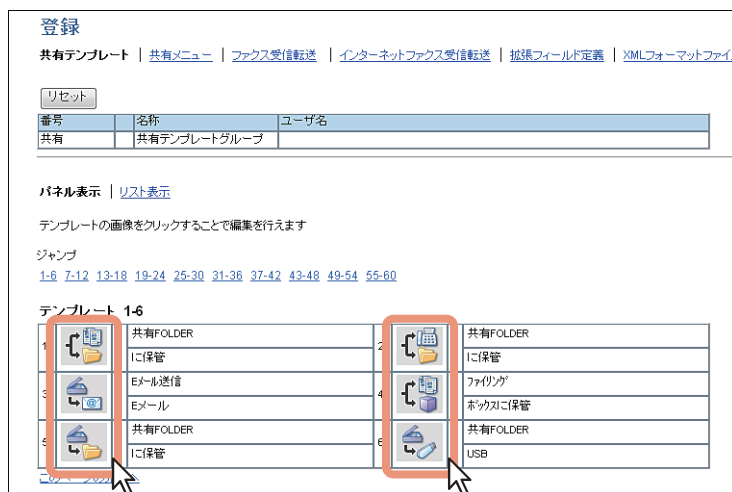 登録
共有テンプレート | 共有メニュー | ファクス受信転送 | インターネットファクス受信転送 | 拡張フィールド定義 | XMLフォーマットファイ
リセット
番号 名称 ユーザ名
共有 共有テンプレートグループ
パネル表示 | リスト表示
テンプレートの画像をクリックすることで編集を行えます
ジャンプ
1-6 7-12 13-18 19-24 25-30 31-36 37-42 43-48 49-54 55-60
テンプレート 1-6
1 共有FOLDER 2 共有FOLDER
に保管 に保管
3 Eメール送信 4 ファイリング
Eメール ボックスに保管
5 共有FOLDER 6 共有FOLDER
に保管 USB
このページの